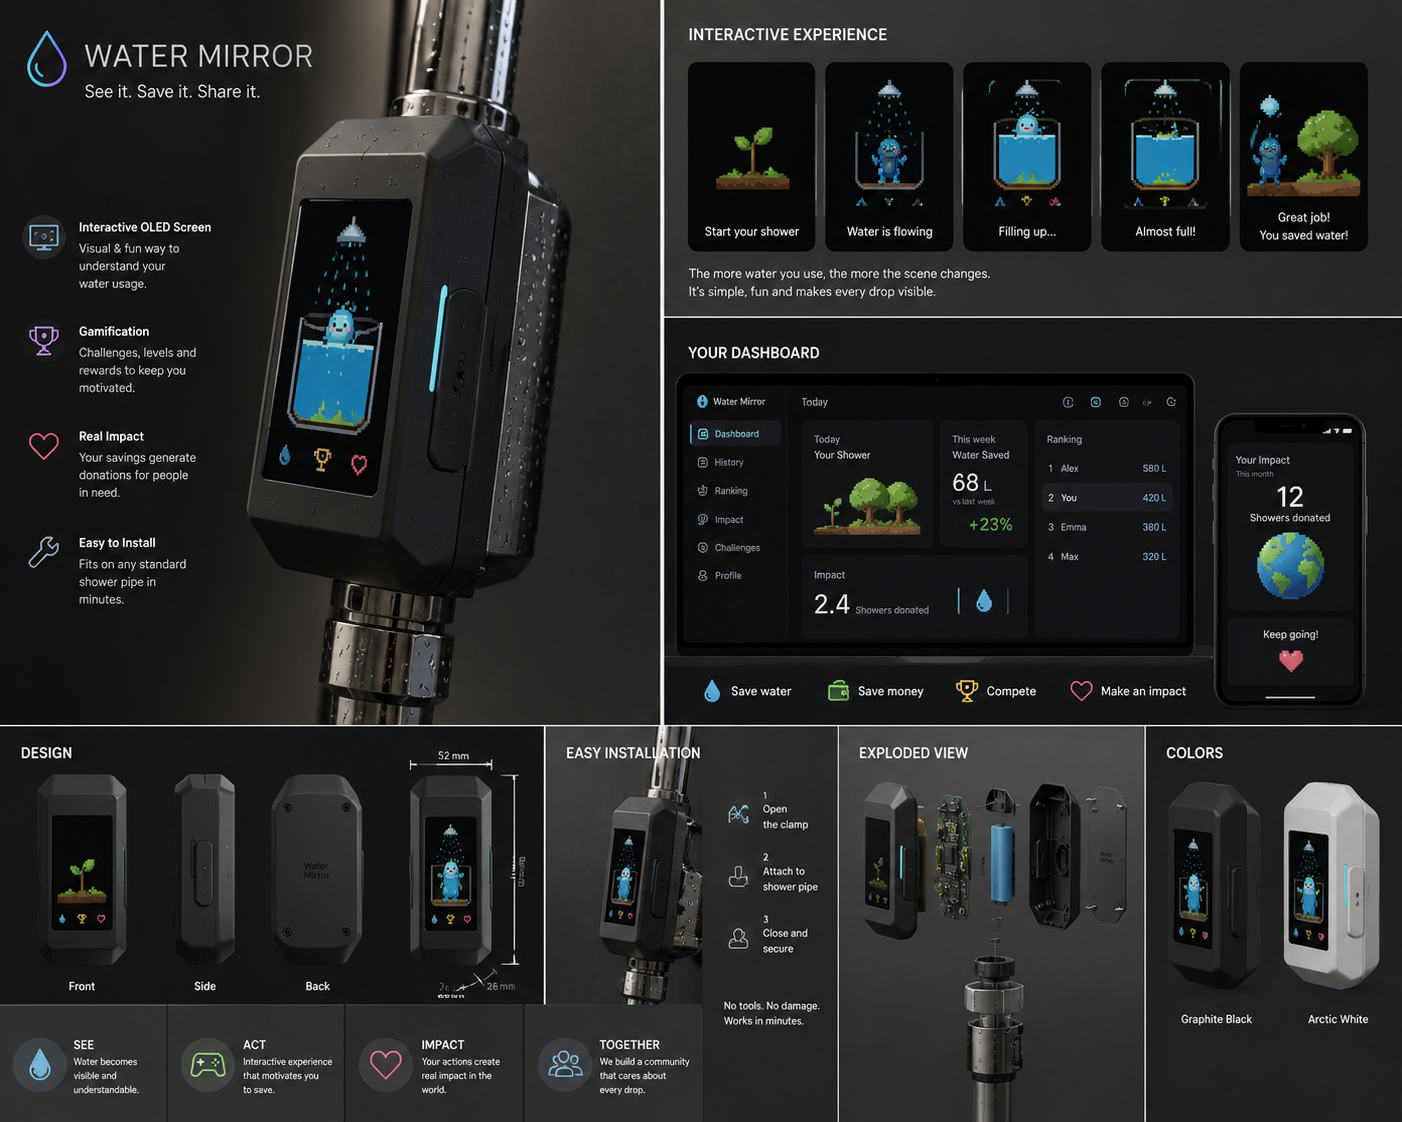 WATER MIRROR
See it. Save it. Share it.
Interactive OLED Screen
Visual & fun way to
understand your
water usage.
Gamification
Challenges, levels and
rewards to keep you
motivated.
Real Impact
Your savings generate
donations for people
in need.
Easy to Install
Fits on any standard
shower pipe in
minutes.
INTERACTIVE EXPERIENCE
Start your shower
Water is flowing
Filling up...
Almost full!
Great job!
You saved water!
The more water you use, the more the scene changes.
It's simple, fun and makes every drop visible.
YOUR DASHBOARD
Water Mirror
Dashboard
History
Ranking
Impact
Challenges
Profile
Today
Today
Your Shower
This week
Water Saved
68 L
vs last week
+23%
Ranking
1 Alex 580 L
2 You 420 L
3 Emma 380 L
4 Max 320 L
Impact
2.4 Showers donated
Your Impact
This month
12
Showers donated
Keep going!
Save water
Save money
Compete
Make an impact
DESIGN
Front
Side
Water
Mirror
Back
52 mm
26 mm
EASY INSTALLATION
1
Open
the clamp
2
Attach to
shower pipe
3
Close and
secure
No tools. No damage.
Works in minutes.
EXPLODED VIEW
COLORS
Graphite Black
Arctic White
SEE
Water becomes
visible and
understandable.
ACT
Interactive experience
that motivates you
to save.
IMPACT
Your actions create
real impact in the
world.
TOGETHER
We build a community
that cares about
every drop.